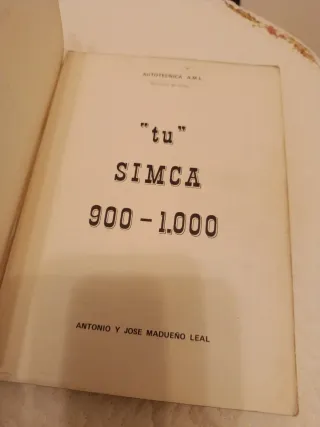 AUTOTECNICA A.M.L.
"tu"
SIMCA
900-1.000
ANTONIO Y JOSE MADUEÑO LEAL